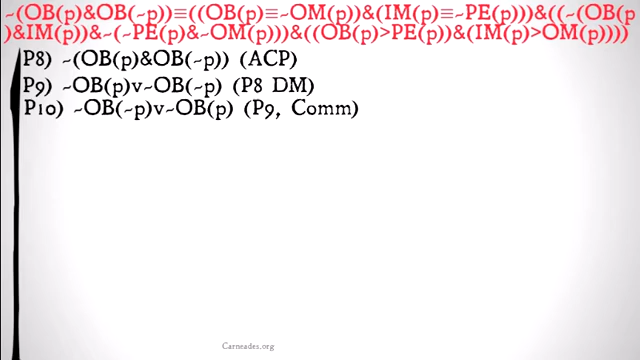 ~(OB(p)&OB(~p))≡((OB(p)≡~OM(p))&(IM(p)≡~PE(p)))&((~(OB(p
)&IM(p))&~(~PE(p)&~OM(p)))&((OB(p)>PE(p))&(IM(p)>OM(p))))
P8) ~(OB(p)&OB(~p)) (ACP)
P9) ~OB(p)v~OB(~p) (P8 DM)
P10) ~OB(~p)v~OB(p) (P9, Comm)
Carneades.org